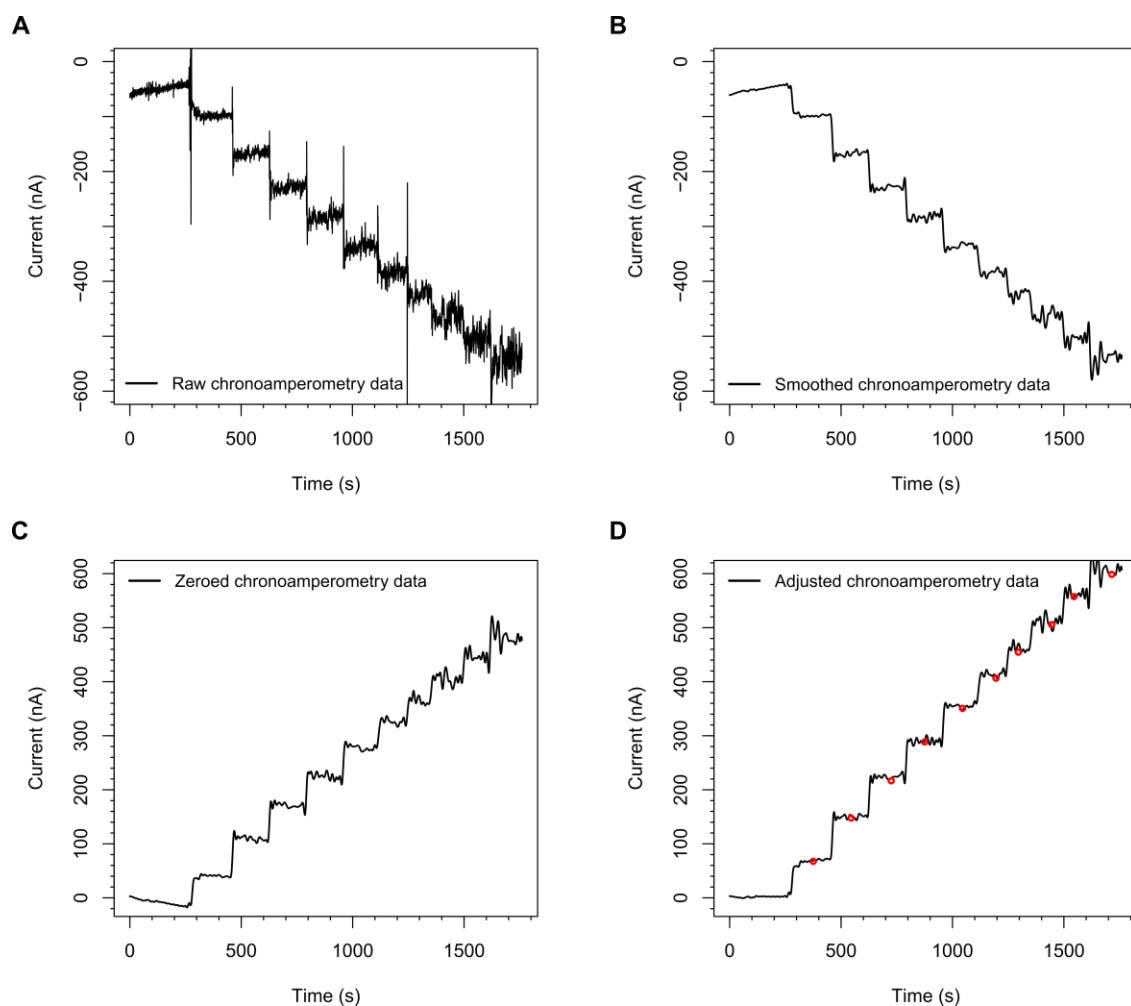 A
0
−200
−400
−600
Current (nA)
Raw chronoamperometry data
0 500 1000 1500
Time (s)
B
0
−200
−400
−600
Current (nA)
Smoothed chronoamperometry data
0 500 1000 1500
Time (s)
C
600
500
400
300
200
100
0
Current (nA)
Zeroed chronoamperometry data
0 500 1000 1500
Time (s)
D
600
500
400
300
200
100
0
Current (nA)
Adjusted chronoamperometry data
0 500 1000 1500
Time (s)